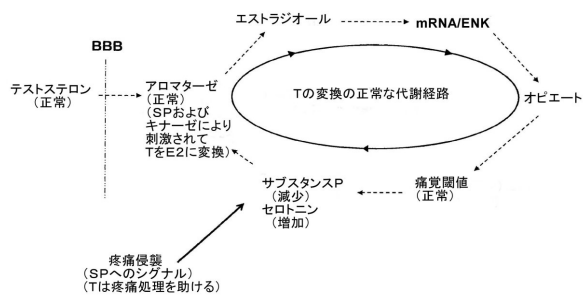 エストラジオール
mRNA/ENK
BBB
テストステロン
(正常)
アロマターゼ
(正常)
(SPおよび
キナーゼにより
刺激されて
TをE2に変換)
Tの変換の正常な代謝経路
オピエート
サブスタンスP
(減少)
セロトニン
(増加)
痛覚閾値
(正常)
疼痛侵襲
(SPへのシグナル)
(Tは疼痛処理を助ける)